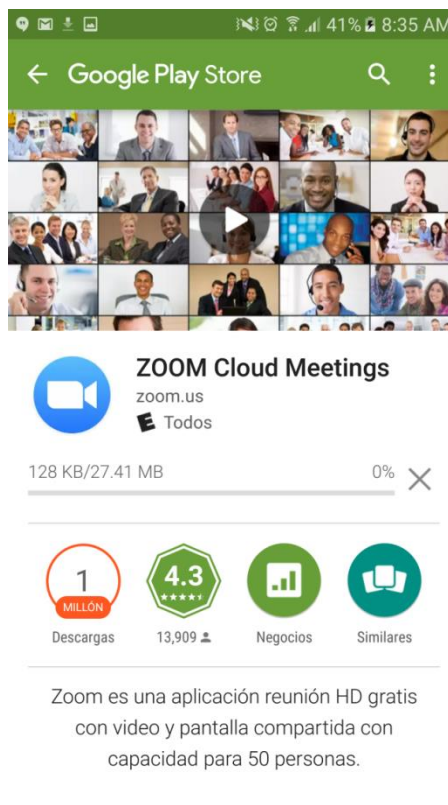 41% 8:35 AM
Google Play Store
ZOOM Cloud Meetings
zoom.us
E Todos
128 KB/27.41 MB 0%
1 4.3
MILLÓN
Descargas 13,909 Negocios Similares
Zoom es una aplicación reunión HD gratis
con video y pantalla compartida con
capacidad para 50 personas.